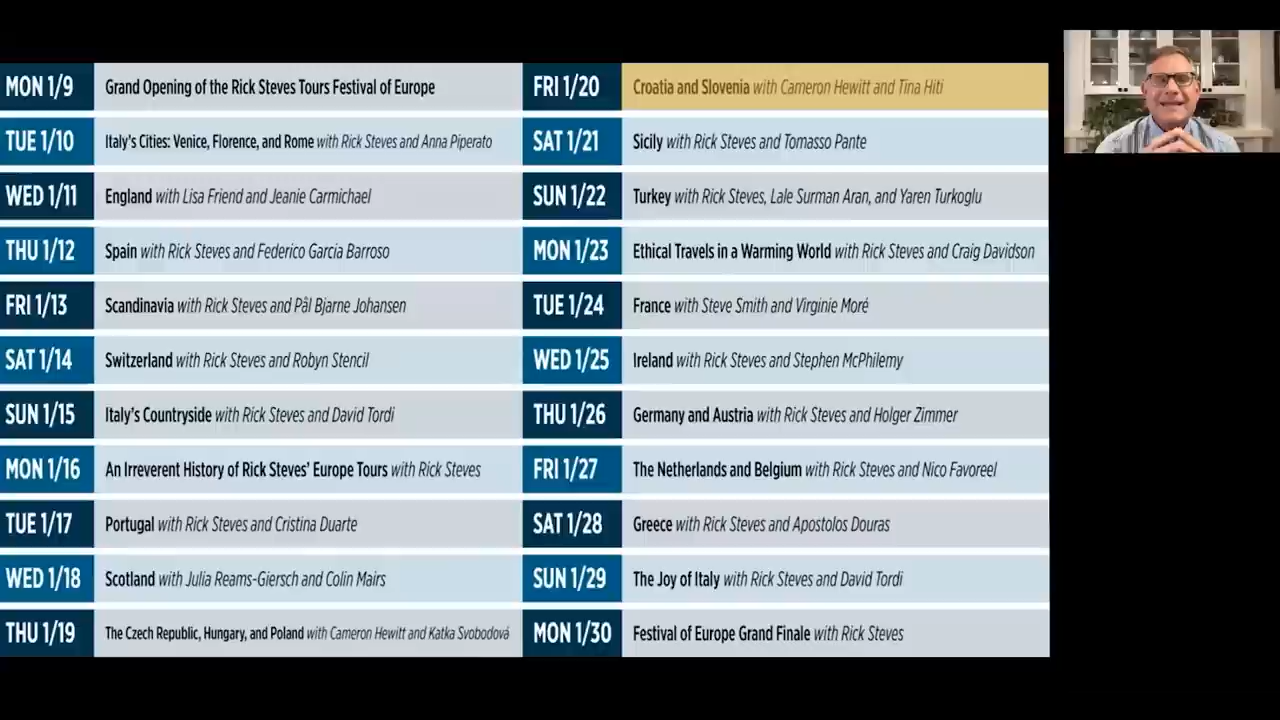 MON 1/9 Grand Opening of the Rick Steves Tours Festival of Europe
TUE 1/10 Italy's Cities: Venice, Florence, and Rome with Rick Steves and Anna Piperato
WED 1/11 England with Lisa Friend and Jeanie Carmichael
THU 1/12 Spain with Rick Steves and Federico Garcia Barroso
FRI 1/13 Scandinavia with Rick Steves and Pål Bjarne Johansen
SAT 1/14 Switzerland with Rick Steves and Robyn Stencil
SUN 1/15 Italy's Countryside with Rick Steves and David Tordi
MON 1/16 An Irreverent History of Rick Steves' Europe Tours with Rick Steves
TUE 1/17 Portugal with Rick Steves and Cristina Duarte
WED 1/18 Scotland with Julia Reams-Giersch and Colin Mairs
THU 1/19 The Czech Republic, Hungary, and Poland with Cameron Hewitt and Katka Svobodová
FRI 1/20 Croatia and Slovenia with Cameron Hewitt and Tina Hiti
SAT 1/21 Sicily with Rick Steves and Tomasso Pante
SUN 1/22 Turkey with Rick Steves, Lale Surman Aran, and Yaren Turkoglu
MON 1/23 Ethical Travels in a Warming World with Rick Steves and Craig Davidson
TUE 1/24 France with Steve Smith and Virginie Moré
WED 1/25 Ireland with Rick Steves and Stephen McPhilemy
THU 1/26 Germany and Austria with Rick Steves and Holger Zimmer
FRI 1/27 The Netherlands and Belgium with Rick Steves and Nico Favoreel
SAT 1/28 Greece with Rick Steves and Apostolos Douras
SUN 1/29 The Joy of Italy with Rick Steves and David Tordi
MON 1/30 Festival of Europe Grand Finale with Rick Steves